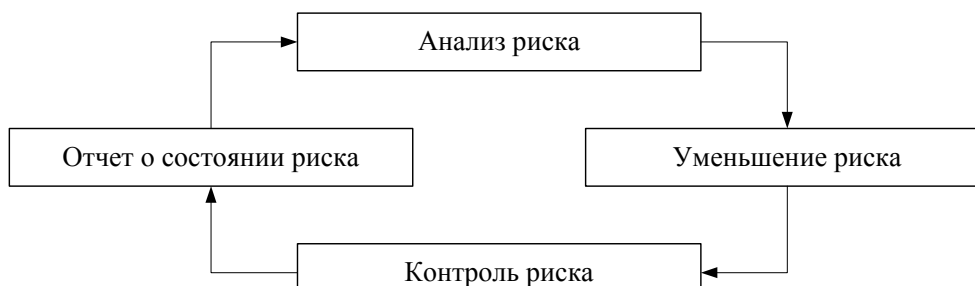 Анализ риска
Отчет о состоянии риска
Уменьшение риска
Контроль риска